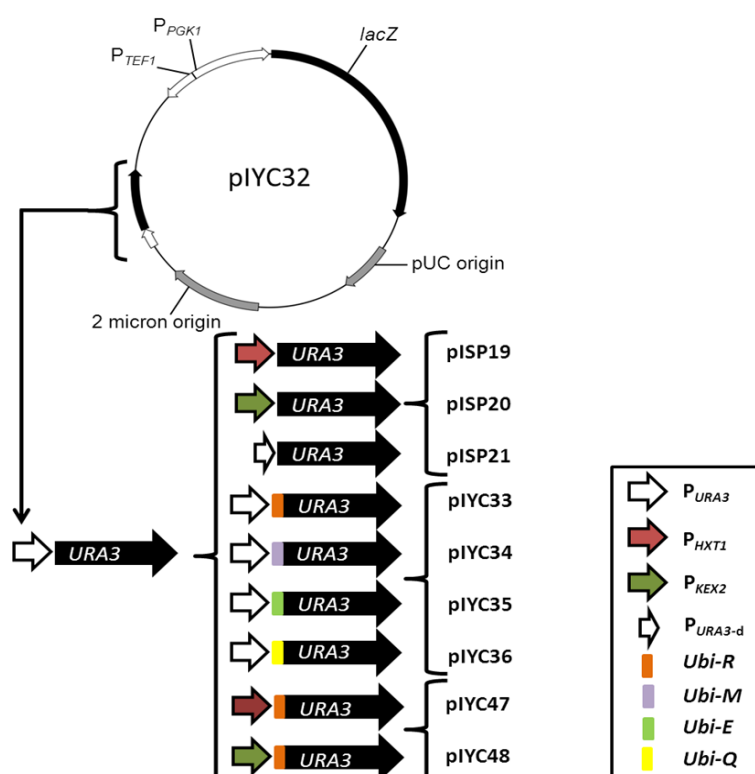 P_PGK1
P_TEF1
lacZ
pIYC32
pUC origin
2 micron origin
URA3 pISP19
URA3 pISP20
URA3 pISP21
URA3 pIYC33
URA3
URA3 pIYC34
URA3 pIYC35
URA3 pIYC36
URA3 pIYC47
URA3 pIYC48
P_URA3
P_HXT1
P_KEX2
P_URA3-d
Ubi-R
Ubi-M
Ubi-E
Ubi-Q